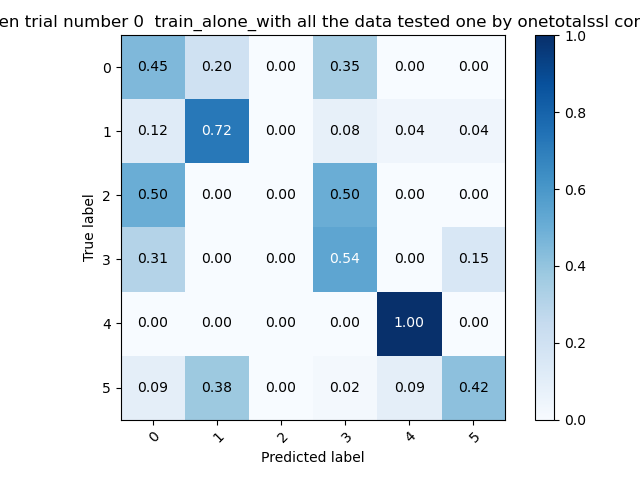 en trial number 0 train_alone_with all the data tested one by onetotalssl cor
0 0.45 0.20 0.00 0.35 0.00 0.00
1 0.12 0.72 0.00 0.08 0.04 0.04
2 0.50 0.00 0.00 0.50 0.00 0.00
3 0.31 0.00 0.00 0.54 0.00 0.15
4 0.00 0.00 0.00 0.00 1.00 0.00
5 0.09 0.38 0.00 0.02 0.09 0.42
0 1 2 3 4 5
True label
Predicted label
1.0
0.8
0.6
0.4
0.2
0.0